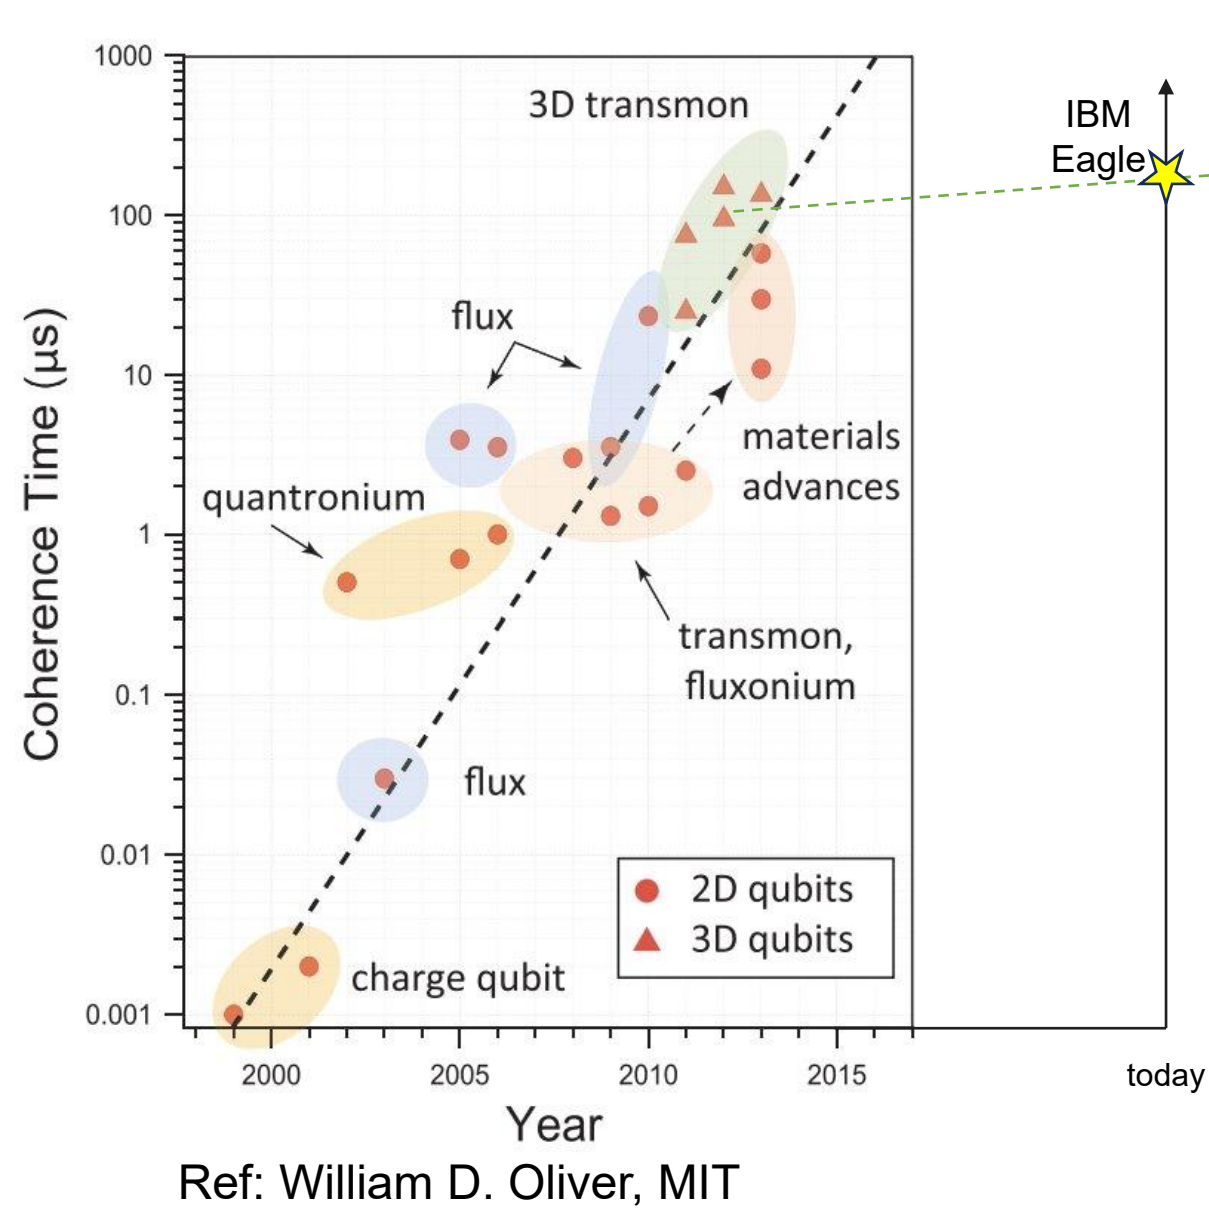 1000
100
10
1
0.1
0.01
0.001
Coherence Time (µs)
3D transmon
IBM
Eagle
flux
quantronium
materials
advances
transmon,
fluxonium
flux
charge qubit
2D qubits
3D qubits
2000
2005
2010
2015
today
Year
Ref: William D. Oliver, MIT